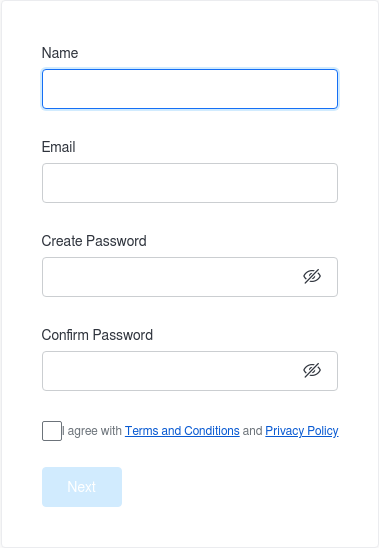 Name
Email
Create Password
Confirm Password
I agree with Terms and Conditions and Privacy Policy
Next